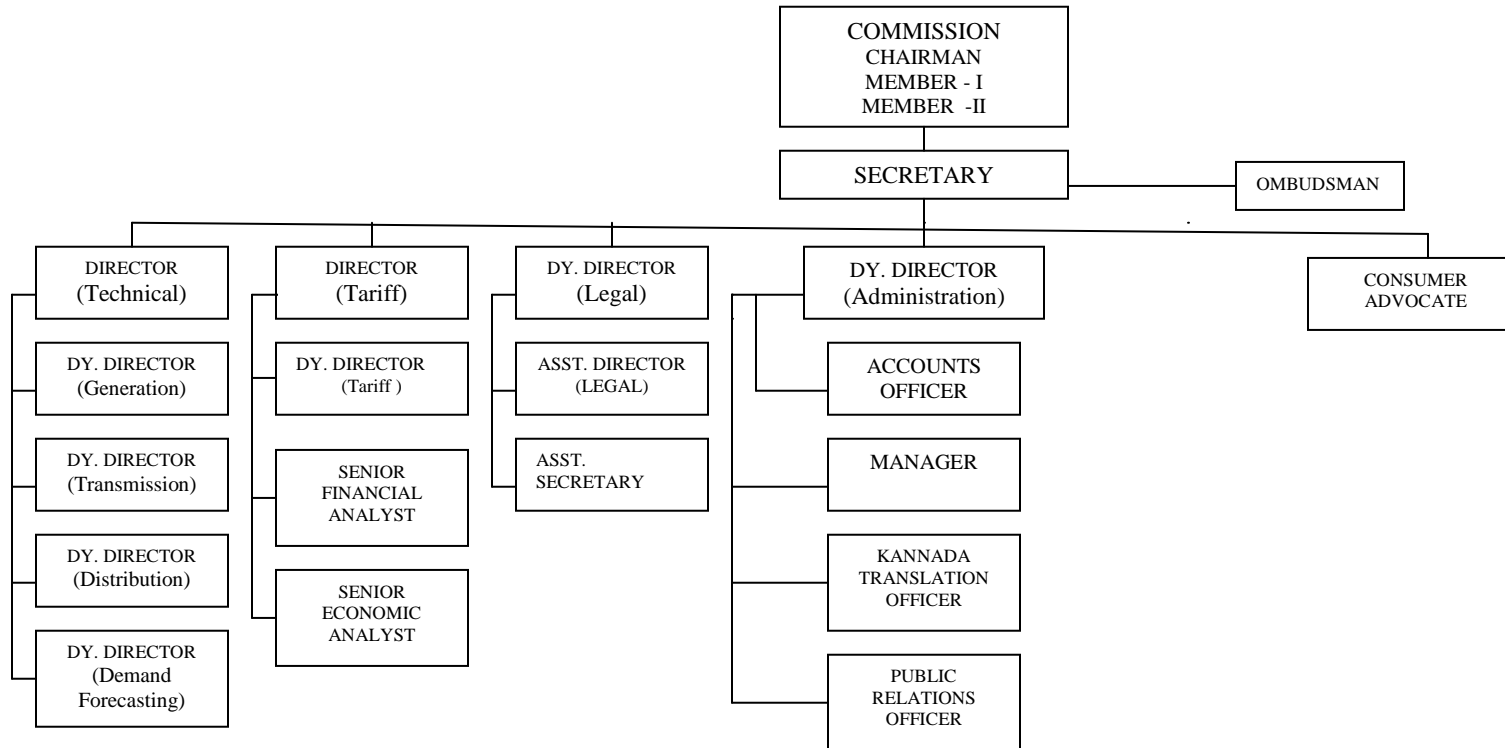 COMMISSION
CHAIRMAN
MEMBER - I
MEMBER -II
SECRETARY
OMBUDSMAN
DIRECTOR
(Technical)
DIRECTOR
(Tariff)
DY. DIRECTOR
(Legal)
DY. DIRECTOR
(Administration)
CONSUMER
ADVOCATE
DY. DIRECTOR
(Generation)
DY. DIRECTOR
(Tariff )
ASST. DIRECTOR
(LEGAL)
ACCOUNTS
OFFICER
DY. DIRECTOR
(Transmission)
SENIOR
FINANCIAL
ANALYST
ASST.
SECRETARY
MANAGER
DY. DIRECTOR
(Distribution)
SENIOR
ECONOMIC
ANALYST
KANNADA
TRANSLATION
OFFICER
DY. DIRECTOR
(Demand
Forecasting)
PUBLIC
RELATIONS
OFFICER